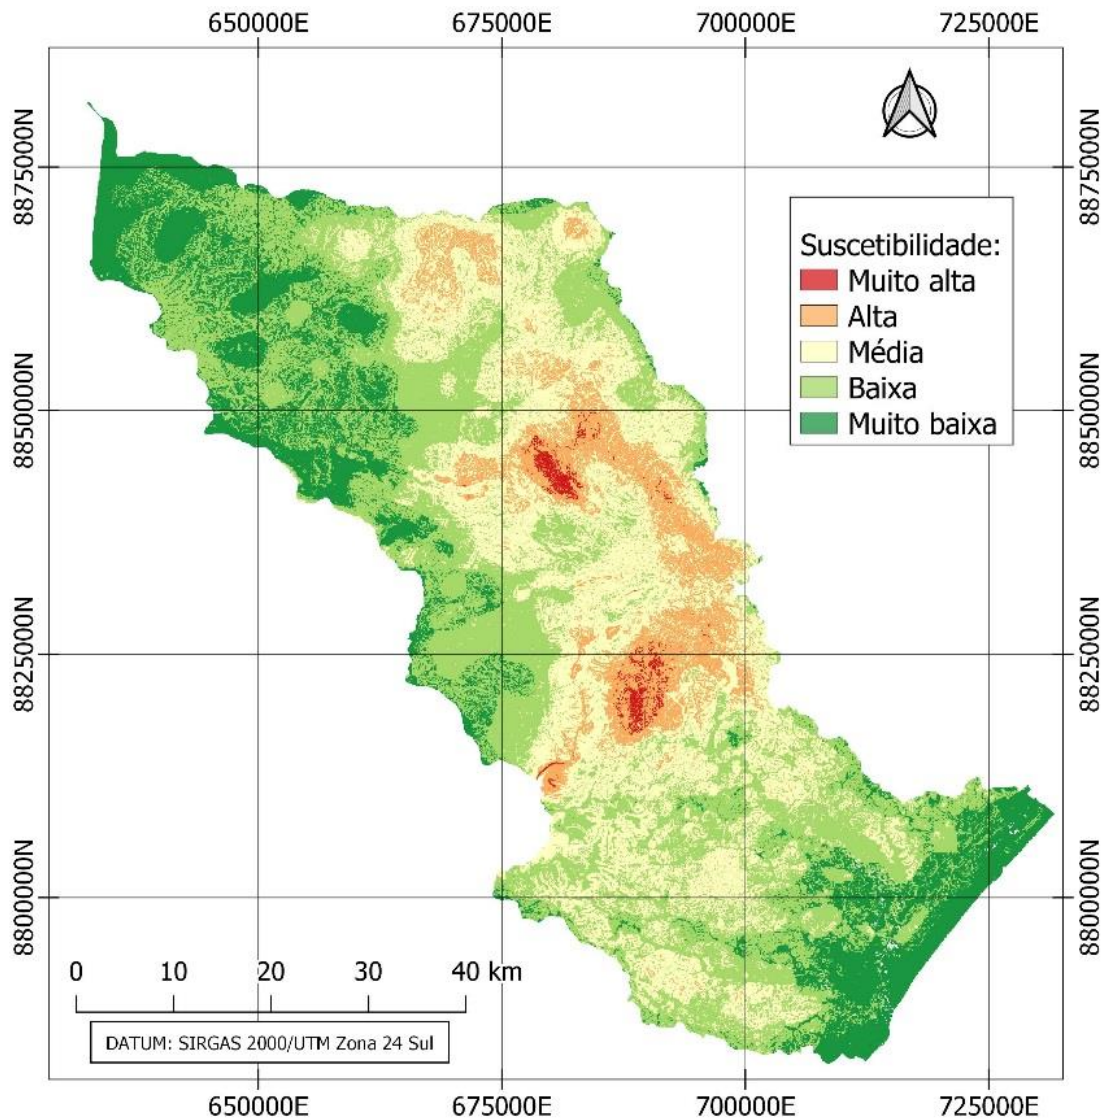 650000E 675000E 700000E 725000E
8875000N
8875000N
Suscetibilidade:
Muito alta
Alta
Média
Baixa
Muito baixa
8850000N
8850000N
8825000N
8825000N
8800000N
8800000N
0 10 20 30 40 km
DATUM: SIRGAS 2000/UTM Zona 24 Sul
650000E 675000E 700000E 725000E